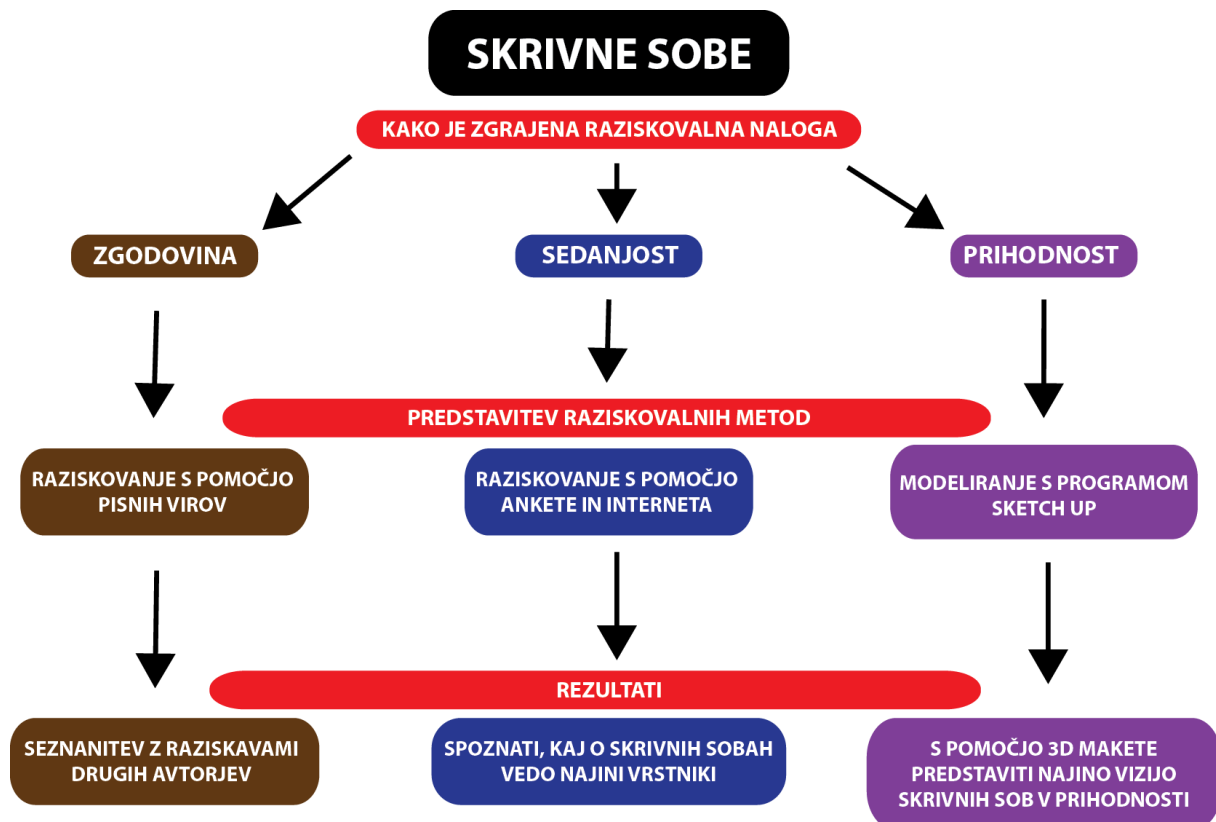 SKRIVNE SOBE
KAKO JE ZGRAJENA RAZISKOVALNA NALOGA
ZGODOVINA
SEDANJOST
PRIHODNOST
PREDSTAVITEV RAZISKOVALNIH METOD
RAZISKOVANJE S POMOČJO
PISNIH VIROV
RAZISKOVANJE S POMOČJO
ANKETE IN INTERNETA
MODELIRANJE S PROGRAMOM
SKETCH UP
REZULTATI
SEZNANITEV Z RAZISKAVAMI
DRUGIH AVTORJEV
SPOZNATI, KAJ O SKRIVNIH SOBAH
VEDO NAJINI VRSTNIKI
S POMOČJO 3D MAKETE
PREDSTAVITI NAJINO VIZIJO
SKRIVNIH SOB V PRIHODNOSTI